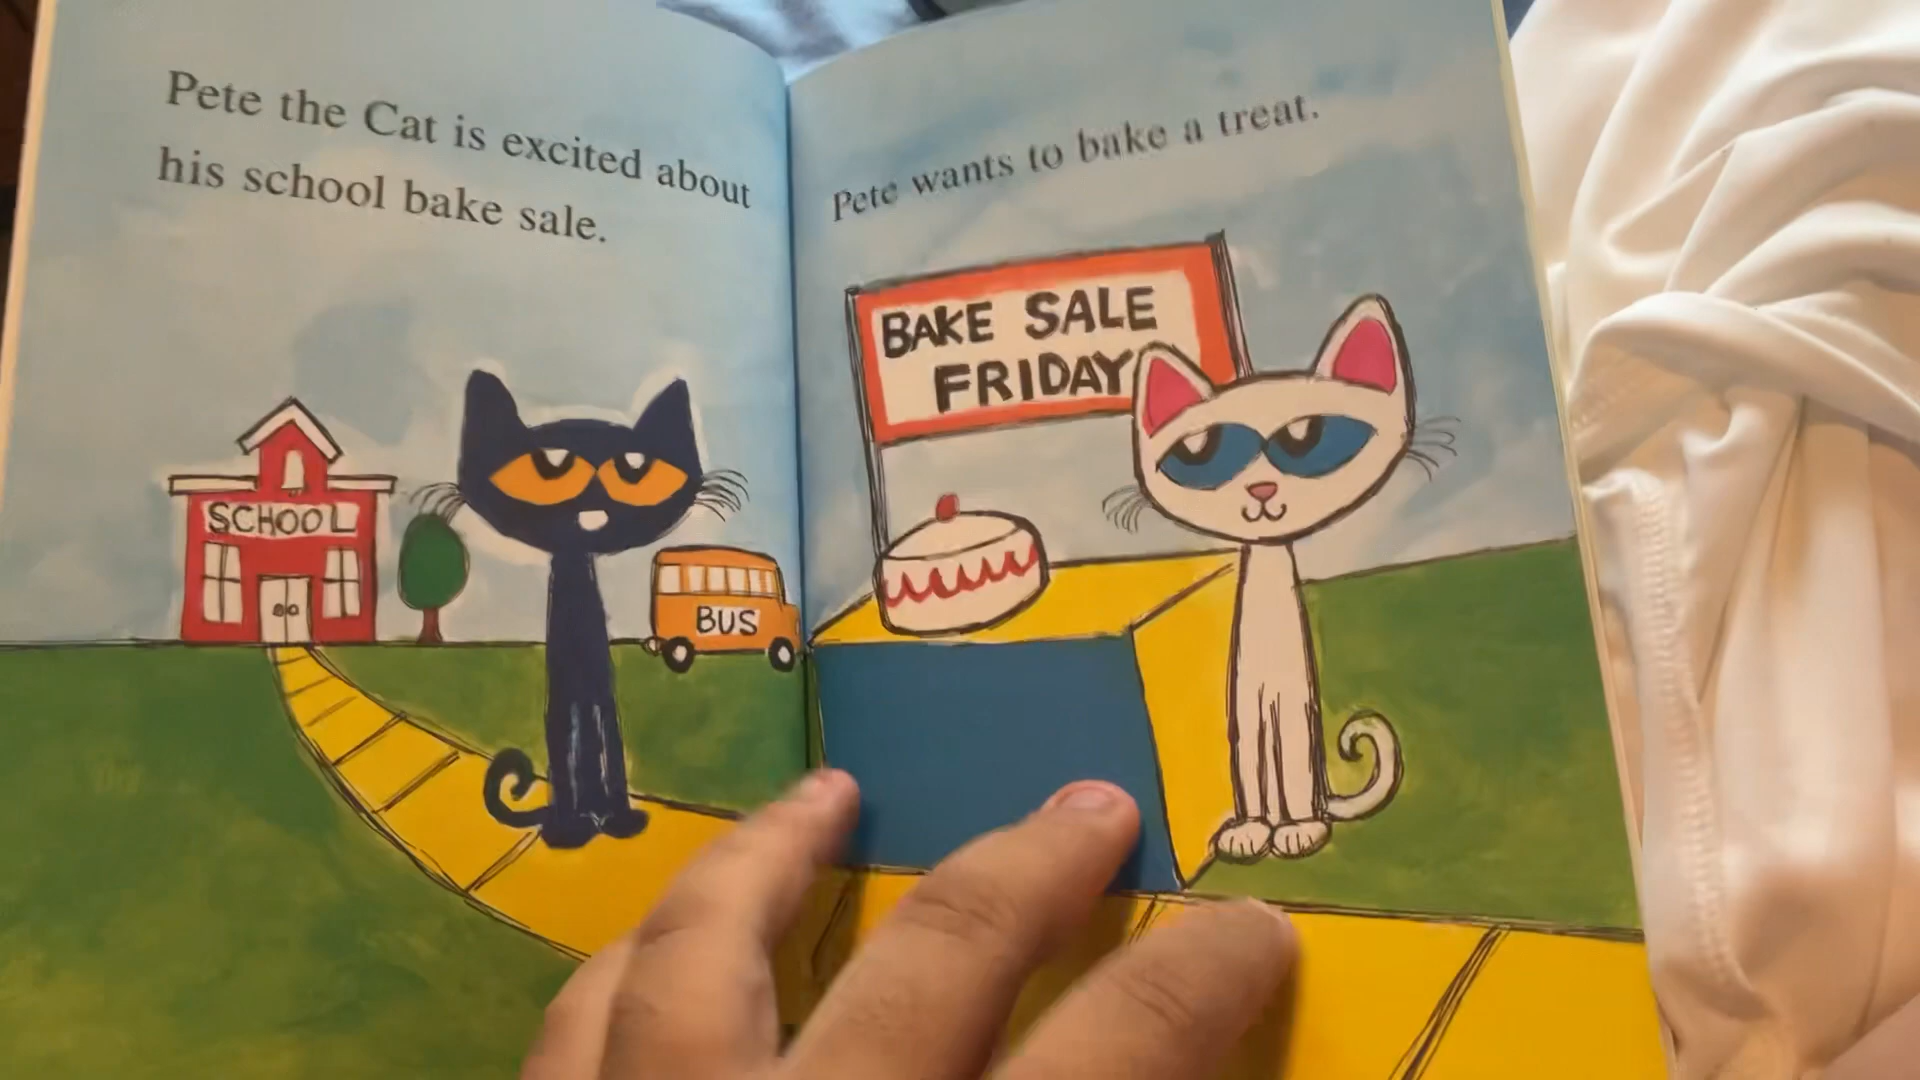 Pete the Cat is excited about
his school bake sale.
SCHOOL
BUS
Pete wants to bake a treat.
BAKE SALE
FRIDAY